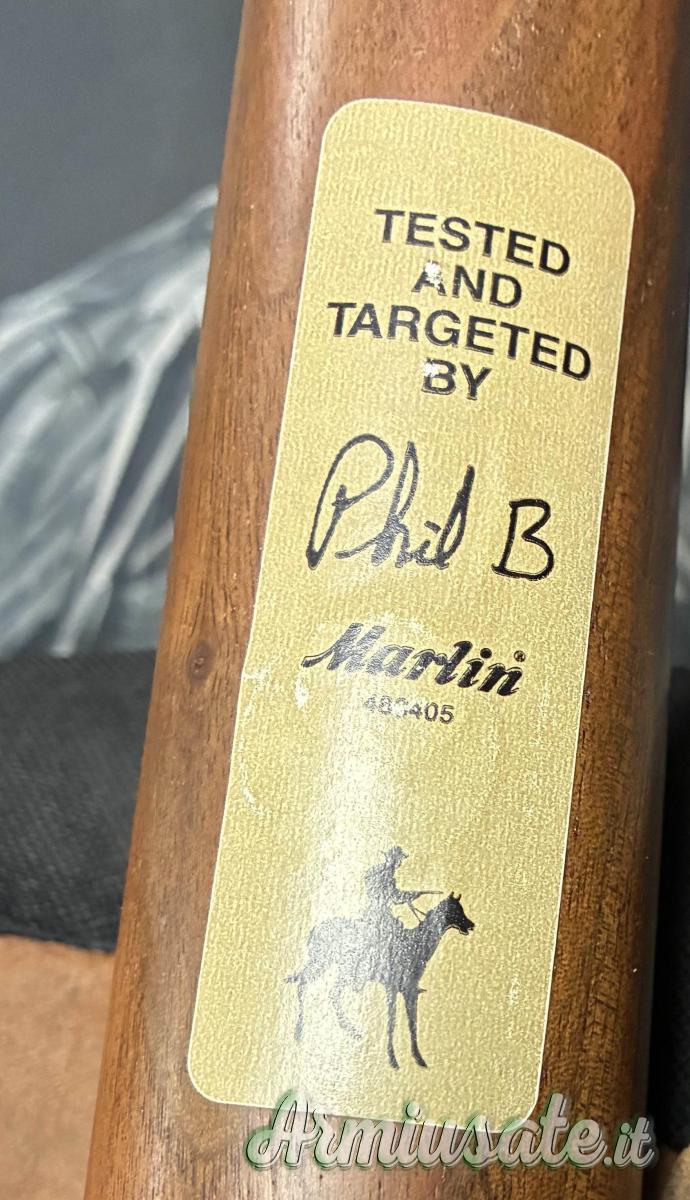 TESTED
AND
TARGETED
BY
Phil B
Marlin®
Armiusate.it